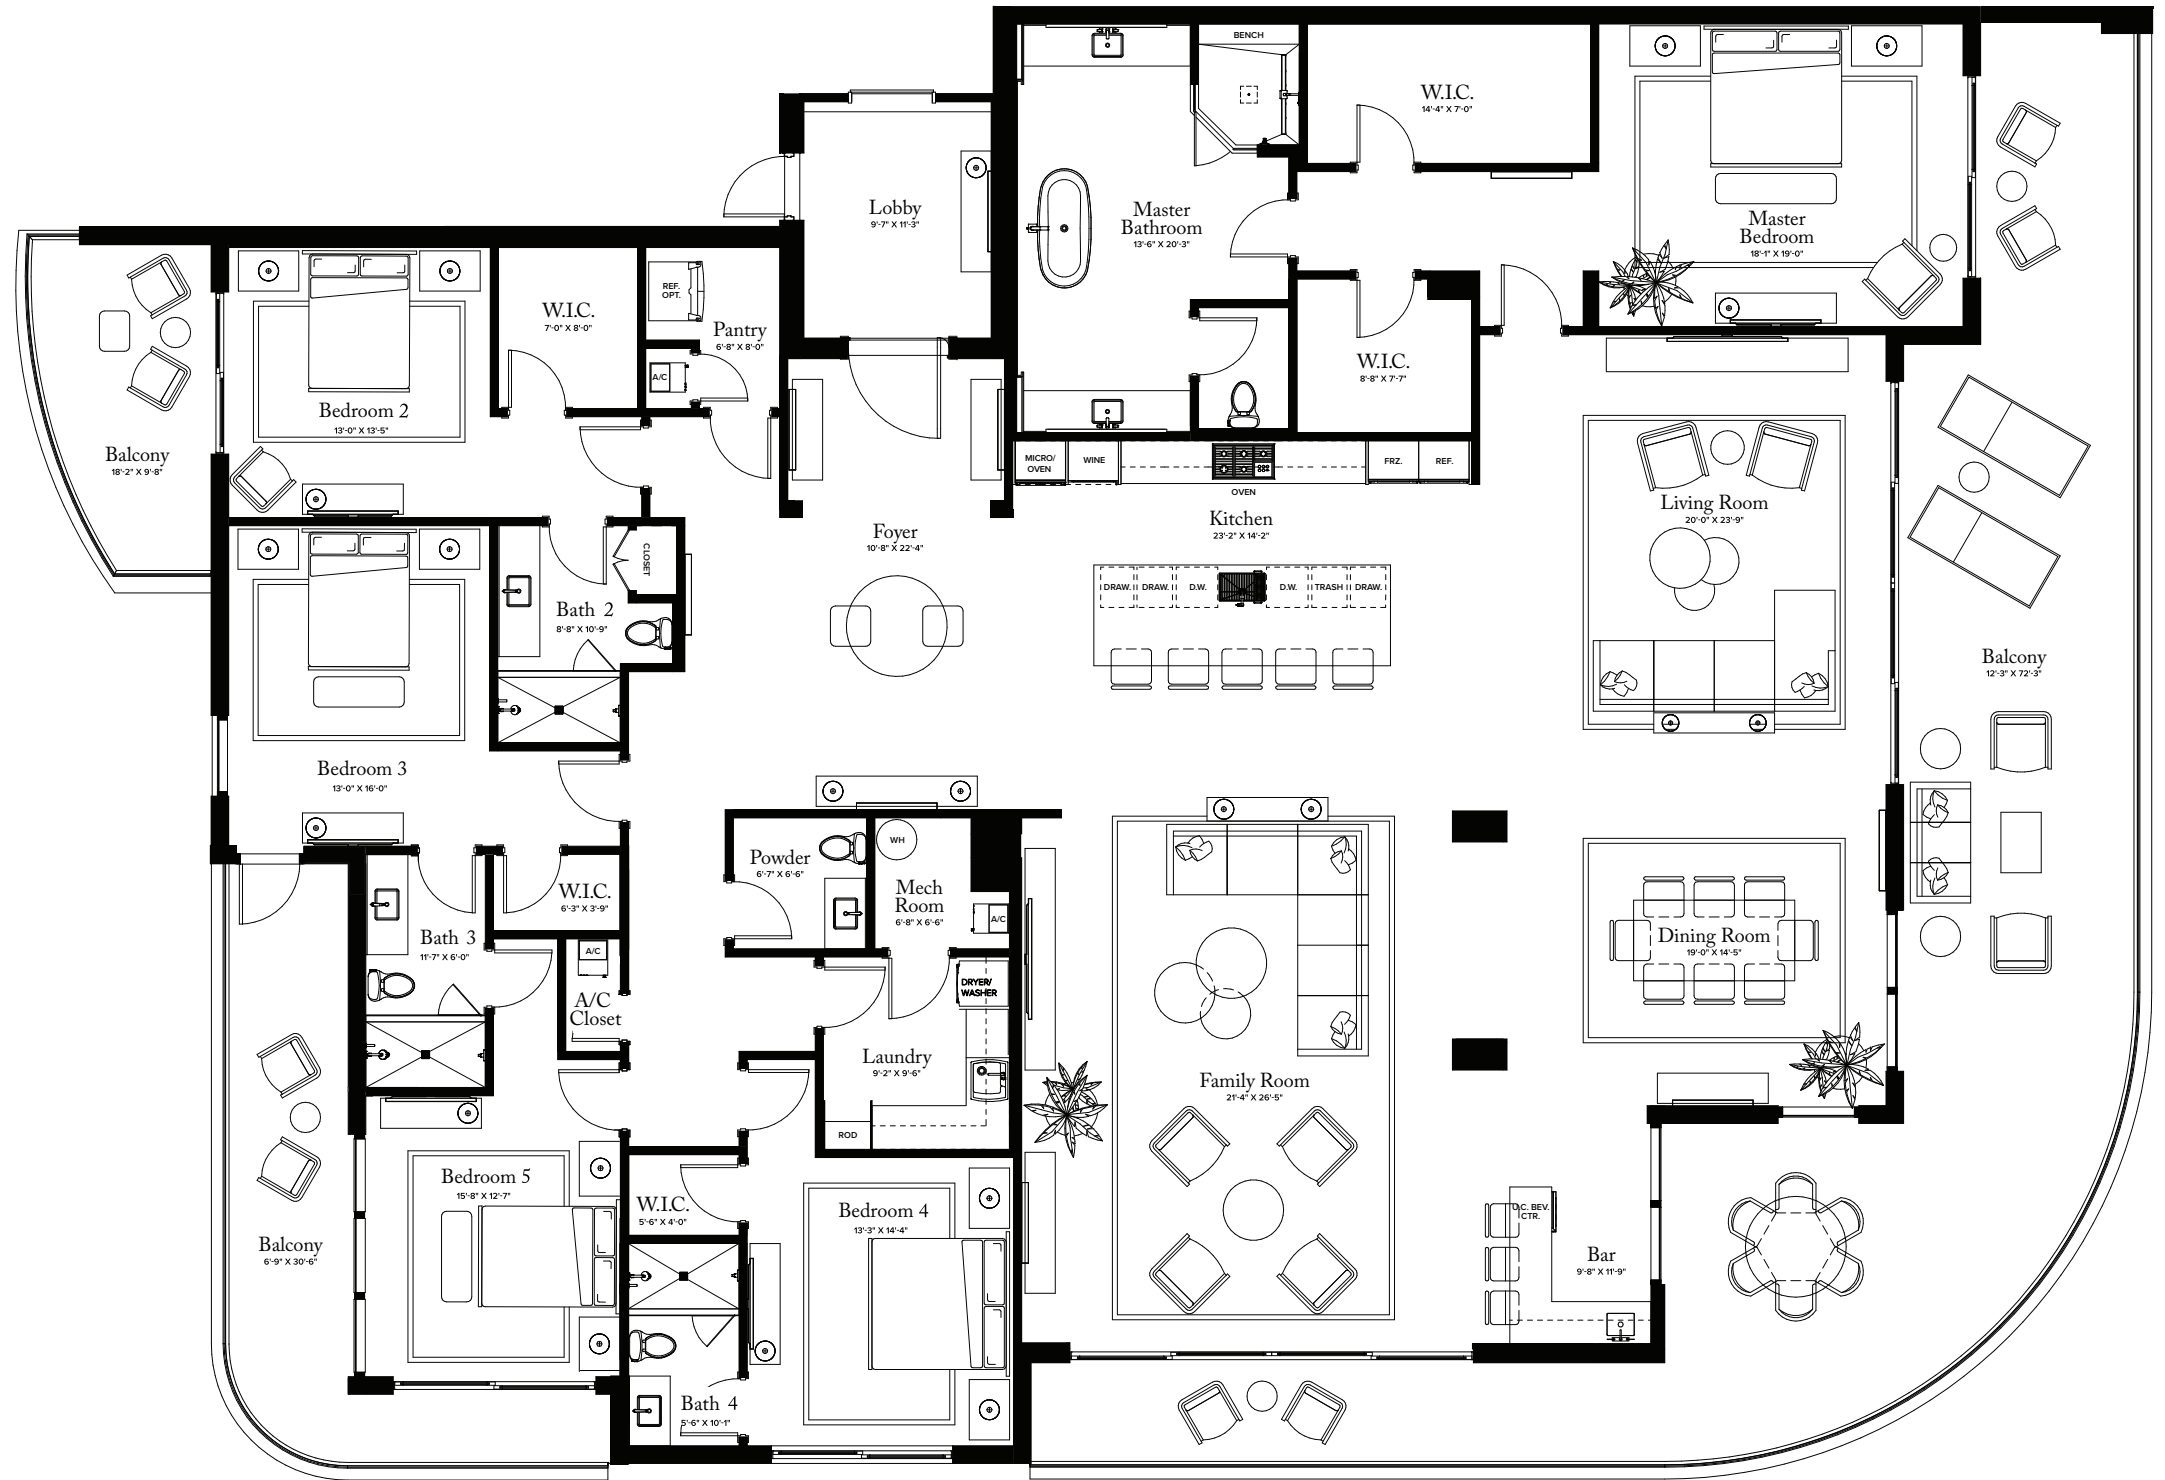 BENCH
W.I.C.
14'-4" X 7'-0"
Lobby
9'-7" X 11'-3"
Master
Bathroom
13'-6" X 20'-3"
Master
Bedroom
18'-1" X 19'-0"
REF.
OPT.
W.I.C.
7'-0" X 8'-0"
Pantry
6'-8" X 8'-0"
A/C
W.I.C.
8'-8" X 7'-7"
Bedroom 2
13'-0" X 13'-5"
Balcony
18'-2" X 9'-8"
MICRO/
OVEN
WINE
OVEN
FRZ.
REF.
Living Room
20'-0" X 23'-9"
Foyer
10'-8" X 22'-4"
Kitchen
23'-2" X 14'-2"
CLOSET
DRAW.
DRAW.
D.W.
D.W.
TRASH
DRAW.
Bath 2
8'-8" X 10'-9"
Balcony
12'-3" X 72'-3"
Bedroom 3
13'-0" X 16'-0"
WH
Powder
6'-7" X 6'-6"
Mech
Room
6'-8" X 6'-6"
A/C
W.I.C.
6'-3" X 3'-9"
Bath 3
11'-7" X 6'-0"
A/C
Dining Room
19'-0" X 14'-5"
A/C
Closet
DRYER/
WASHER
Laundry
9'-2" X 9'-6"
Family Room
21'-4" X 26'-5"
ROD
Bedroom 5
15'-8" X 12'-7"
W.I.C.
5'-6" X 4'-0"
Bedroom 4
13'-3" X 14'-4"
U.C. BEV.
CTR.
Balcony
6'-9" X 30'-6"
Bar
9'-8" X 11'-9"
Bath 4
5'-6" X 10'-1"